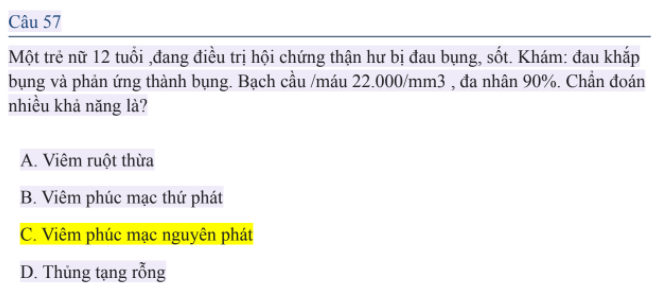 Câu 57
Một trẻ nữ 12 tuổi ,đang điều trị hội chứng thận hư bị đau bụng, sốt. Khám: đau khắp
bụng và phản ứng thành bụng. Bạch cầu /máu 22.000/mm3 , đa nhân 90%. Chẩn đoán
nhiều khả năng là?
A. Viêm ruột thừa
B. Viêm phúc mạc thứ phát
C. Viêm phúc mạc nguyên phát
D. Thủng tạng rỗng